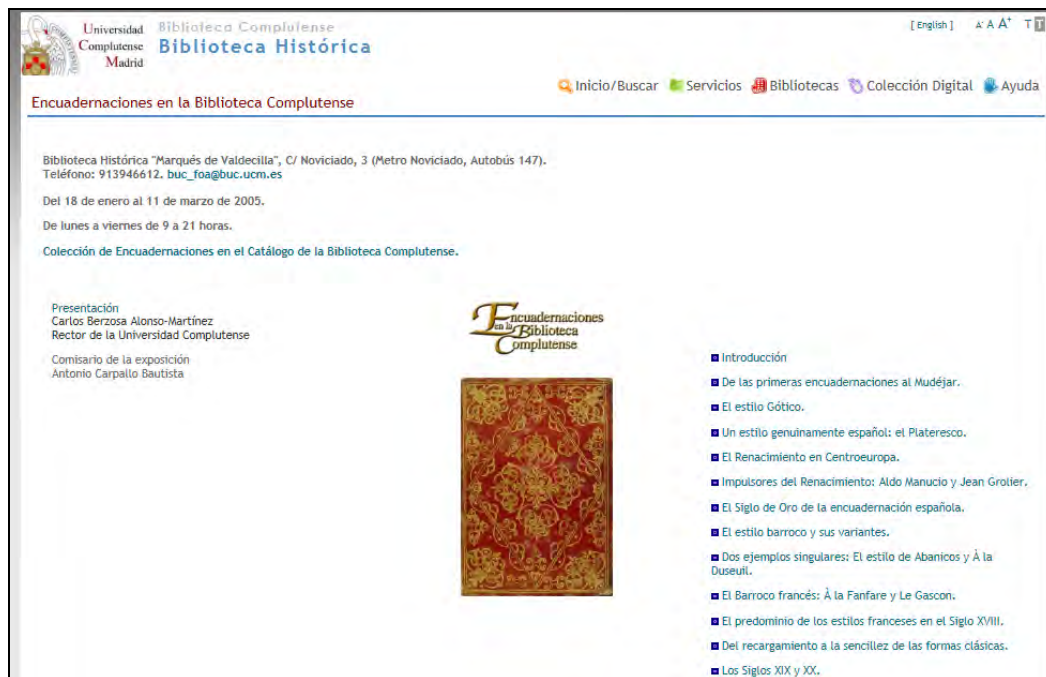 Universidad
Complutense
Madrid
Biblioteca Complutense
Biblioteca Histórica
[ English ] A- A A+ T T
Inicio/Buscar Servicios Bibliotecas Colección Digital Ayuda
Encuadernaciones en la Biblioteca Complutense
Biblioteca Histórica "Marqués de Valdecilla", C/ Noviciado, 3 (Metro Noviciado, Autobús 147).
Teléfono: 913946612. buc_foa@buc.ucm.es
Del 18 de enero al 11 de marzo de 2005.
De lunes a viernes de 9 a 21 horas.
Colección de Encuadernaciones en el Catálogo de la Biblioteca Complutense.
Presentación
Carlos Berzosa Alonso-Martínez
Rector de la Universidad Complutense
Comisario de la exposición
Antonio Carpallo Bautista
Encuadernaciones
en la Biblioteca
Complutense
Introducción
De las primeras encuadernaciones al Mudéjar.
El estilo Gótico.
Un estilo genuinamente español: el Plateresco.
El Renacimiento en Centroeuropa.
Impulsores del Renacimiento: Aldo Manucio y Jean Grolier.
El Siglo de Oro de la encuadernación española.
El estilo barroco y sus variantes.
Dos ejemplos singulares: El estilo de Abanicos y À la
Duseuil.
El Barroco francés: À la Fanfare y Le Gascon.
El predominio de los estilos franceses en el Siglo XVIII.
Del recargamiento a la sencillez de las formas clásicas.
Los Siglos XIX y XX.